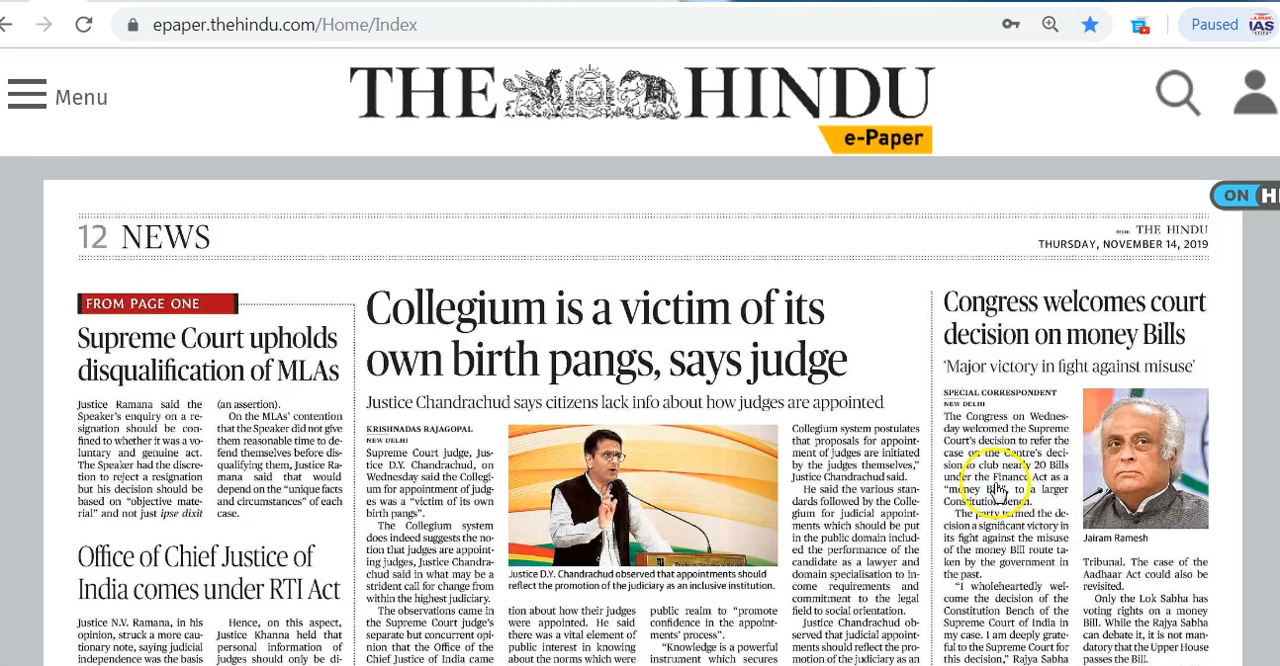 epaper.thehindu.com/Home/Index
Paused
IAS
Menu
THE HINDU
e-Paper
ON
12 NEWS
THE HINDU
THURSDAY, NOVEMBER 14, 2019
FROM PAGE ONE
Supreme Court upholds
disqualification of MLAs
Justice Ramana said the
Speaker's enquiry on a re-
signation should be con-
fined to whether it was a vo-
luntary and genuine act.
The Speaker had the discre-
tion to reject a resignation
but his decision should be
based on "objective mate-
rial" and not just ipse dixit
(an assertion).
On the MLAs' contention
that the Speaker did not give
them reasonable time to de-
fend themselves before dis-
qualifying them, Justice Ra-
mana said that would
depend on the "unique facts
and circumstances" of each
case.
Office of Chief Justice of
India comes under RTI Act
Justice N.V. Ramana, in his
opinion, struck a more cau-
tionary note, saying judicial
independence was the basis
Hence, on this aspect,
Justice Khanna held that
personal information of
judges should only be di-
Collegium is a victim of its
own birth pangs, says judge
Justice Chandrachud says citizens lack info about how judges are appointed
KRISHNADAS RAJAGOPAL
NEW DELHI
Supreme Court judge, Jus-
tice D.Y. Chandrachud, on
Wednesday said the Collegi-
um for appointment of judg-
es was a "victim of its own
birth pangs".
The Collegium system
does indeed suggests the no-
tion that judges are appoint-
ing judges, Justice Chandra-
chud said in what may be a
strident call for change from
within the highest judiciary.
The observations came in
the Supreme Court judge's
separate but concurrent opi-
nion that the Office of the
Chief Justice of India came
Justice D.Y. Chandrachud observed that appointments should
reflect the promotion of the judiciary as an inclusive institution.
tion about how their judges
were appointed. He said
there was a vital element of
public interest in knowing
about the norms which were
public realm to "promote
confidence in the appoint-
ments' process".
"Knowledge is a powerful
instrument which secures
Collegium system postulates
that proposals for appoint-
ment of judges are initiated
by the judges themselves,"
Justice Chandrachud said.
He said the various stan-
dards followed by the Colle-
gium for judicial appoint-
ments which should be put
in the public domain includ-
ed the performance of the
candidate as a lawyer and
domain specialisation to in-
come requirements and
commitment to the legal
field to social orientation.
Justice Chandrachud ob-
served that judicial appoint-
ments should reflect the pro-
motion of the judiciary as an
Congress welcomes court
decision on money Bills
'Major victory in fight against misuse'
SPECIAL CORRESPONDENT
NEW DELHI
The Congress on Wednes-
day welcomed the Supreme
Court's decision to refer the
case on the Centre's deci-
sion to club nearly 20 Bills
under the Finance Act as a
"money Bill", to a larger
Constitution Bench.
The party termed the de-
cision a significant victory in
its fight against the misuse
of the money Bill route ta-
ken by the government in
the past.
"I wholeheartedly wel-
come the decision of the
Constitution Bench of the
Supreme Court of India in
my case. I am deeply grate-
ful to the Supreme Court for
this decision," Rajya Sabha
Jairam Ramesh
Tribunal. The case of the
Aadhaar Act could also be
revisited.
Only the Lok Sabha has
voting rights on a money
Bill. While the Rajya Sabha
can debate it, it is not man-
datory that the Upper House
passes the Bill.